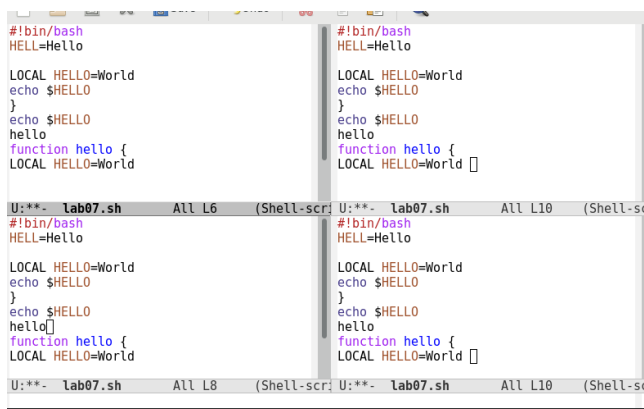 #!bin/bash
HELL=Hello
LOCAL HELLO=World
echo $HELLO
}
echo $HELLO
hello
function hello {
LOCAL HELLO=World
U:**- lab07.sh All L6 (Shell-scri
#!bin/bash
HELL=Hello
LOCAL HELLO=World
echo $HELLO
}
echo $HELLO
hello
function hello {
LOCAL HELLO=World
U:**- lab07.sh All L10 (Shell-sc
#!bin/bash
HELL=Hello
LOCAL HELLO=World
echo $HELLO
}
echo $HELLO
hello
function hello {
LOCAL HELLO=World
U:**- lab07.sh All L8 (Shell-scri
#!bin/bash
HELL=Hello
LOCAL HELLO=World
echo $HELLO
}
echo $HELLO
hello
function hello {
LOCAL HELLO=World
U:**- lab07.sh All L10 (Shell-sc